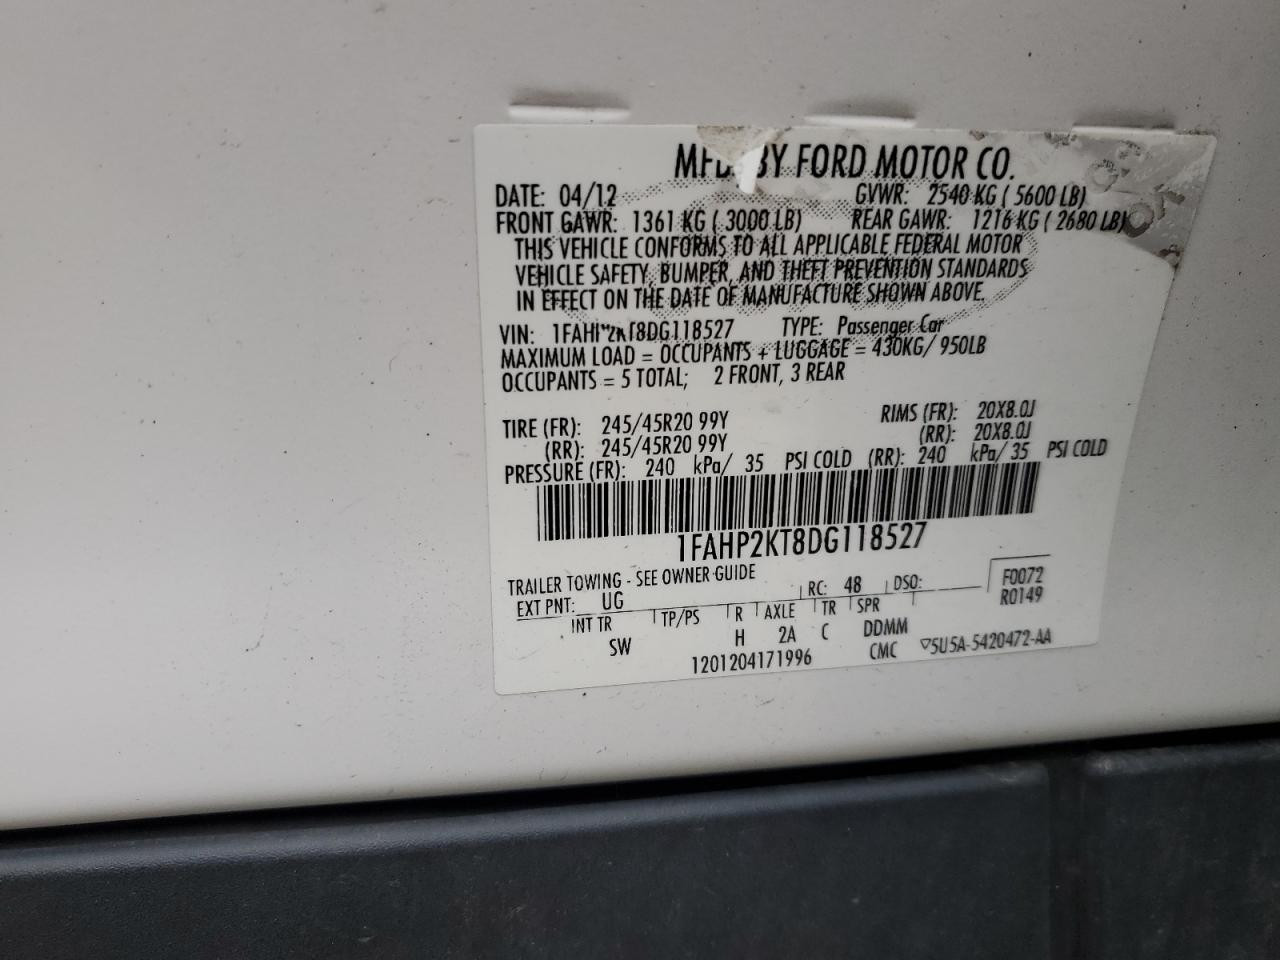 MFD. BY FORD MOTOR CO.
DATE: 04/12 GVWR: 2540 KG ( 5600 LB)
FRONT GAWR: 1361 KG ( 3000 LB) REAR GAWR: 1216 KG ( 2680 LB)
THIS VEHICLE CONFORMS TO ALL APPLICABLE FEDERAL MOTOR
VEHICLE SAFETY, BUMPER, AND THEFT PREVENTION STANDARDS
IN EFFECT ON THE DATE OF MANUFACTURE SHOWN ABOVE.
VIN: 1FAHP2KT8DG118527 TYPE: Passenger Car
MAXIMUM LOAD = OCCUPANTS + LUGGAGE = 430KG/ 950LB
OCCUPANTS = 5 TOTAL; 2 FRONT, 3 REAR
TIRE (FR): 245/45R20 99Y RIMS (FR): 20X8.0J
(RR): 245/45R20 99Y (RR): 20X8.0J
PRESSURE (FR): 240 kPa/ 35 PSI COLD (RR): 240 kPa/ 35 PSI COLD
1FAHP2KT8DG118527
TRAILER TOWING - SEE OWNER GUIDE
EXT PNT: UG RC: 48 DSO: F0072
R0149
INT TR TP/PS R AXLE TR SPR
SW H 2A C DDMM
1201204171996 CMC ▽5U5A-5420472-AA